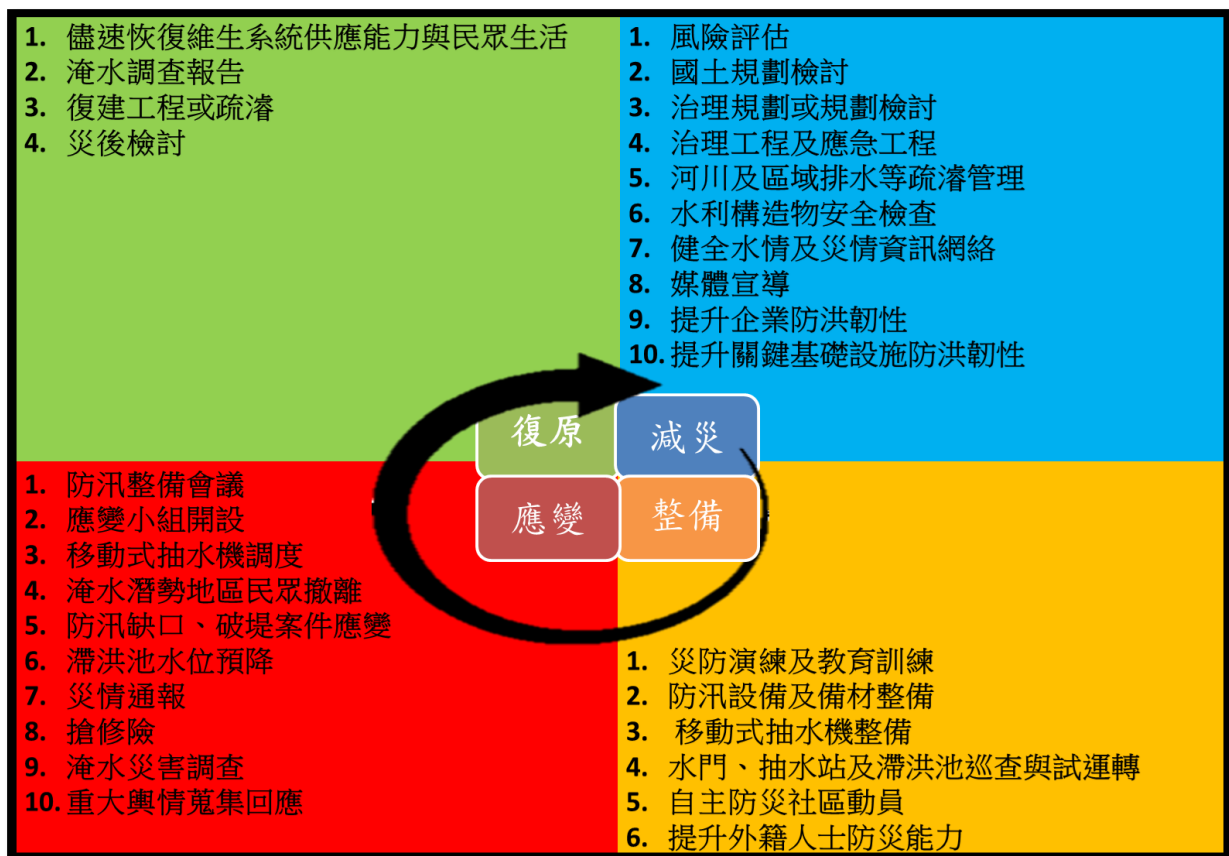 1. 儘速恢復維生系統供應能力與民眾生活
2. 淹水調查報告
3. 復建工程或疏濬
4. 災後檢討
1. 風險評估
2. 國土規劃檢討
3. 治理規劃或規劃檢討
4. 治理工程及應急工程
5. 河川及區域排水等疏濬管理
6. 水利構造物安全檢查
7. 健全水情及災情資訊網絡
8. 媒體宣導
9. 提升企業防洪韌性
10. 提升關鍵基礎設施防洪韌性
復原
減災
應變
整備
1. 防汛整備會議
2. 應變小組開設
3. 移動式抽水機調度
4. 淹水潛勢地區民眾撤離
5. 防汛缺口、破堤案件應變
6. 滯洪池水位預降
7. 災情通報
8. 搶修險
9. 淹水災害調查
10. 重大輿情蒐集回應
1. 災防演練及教育訓練
2. 防汛設備及備材整備
3. 移動式抽水機整備
4. 水門、抽水站及滯洪池巡查與試運轉
5. 自主防災社區動員
6. 提升外籍人士防災能力